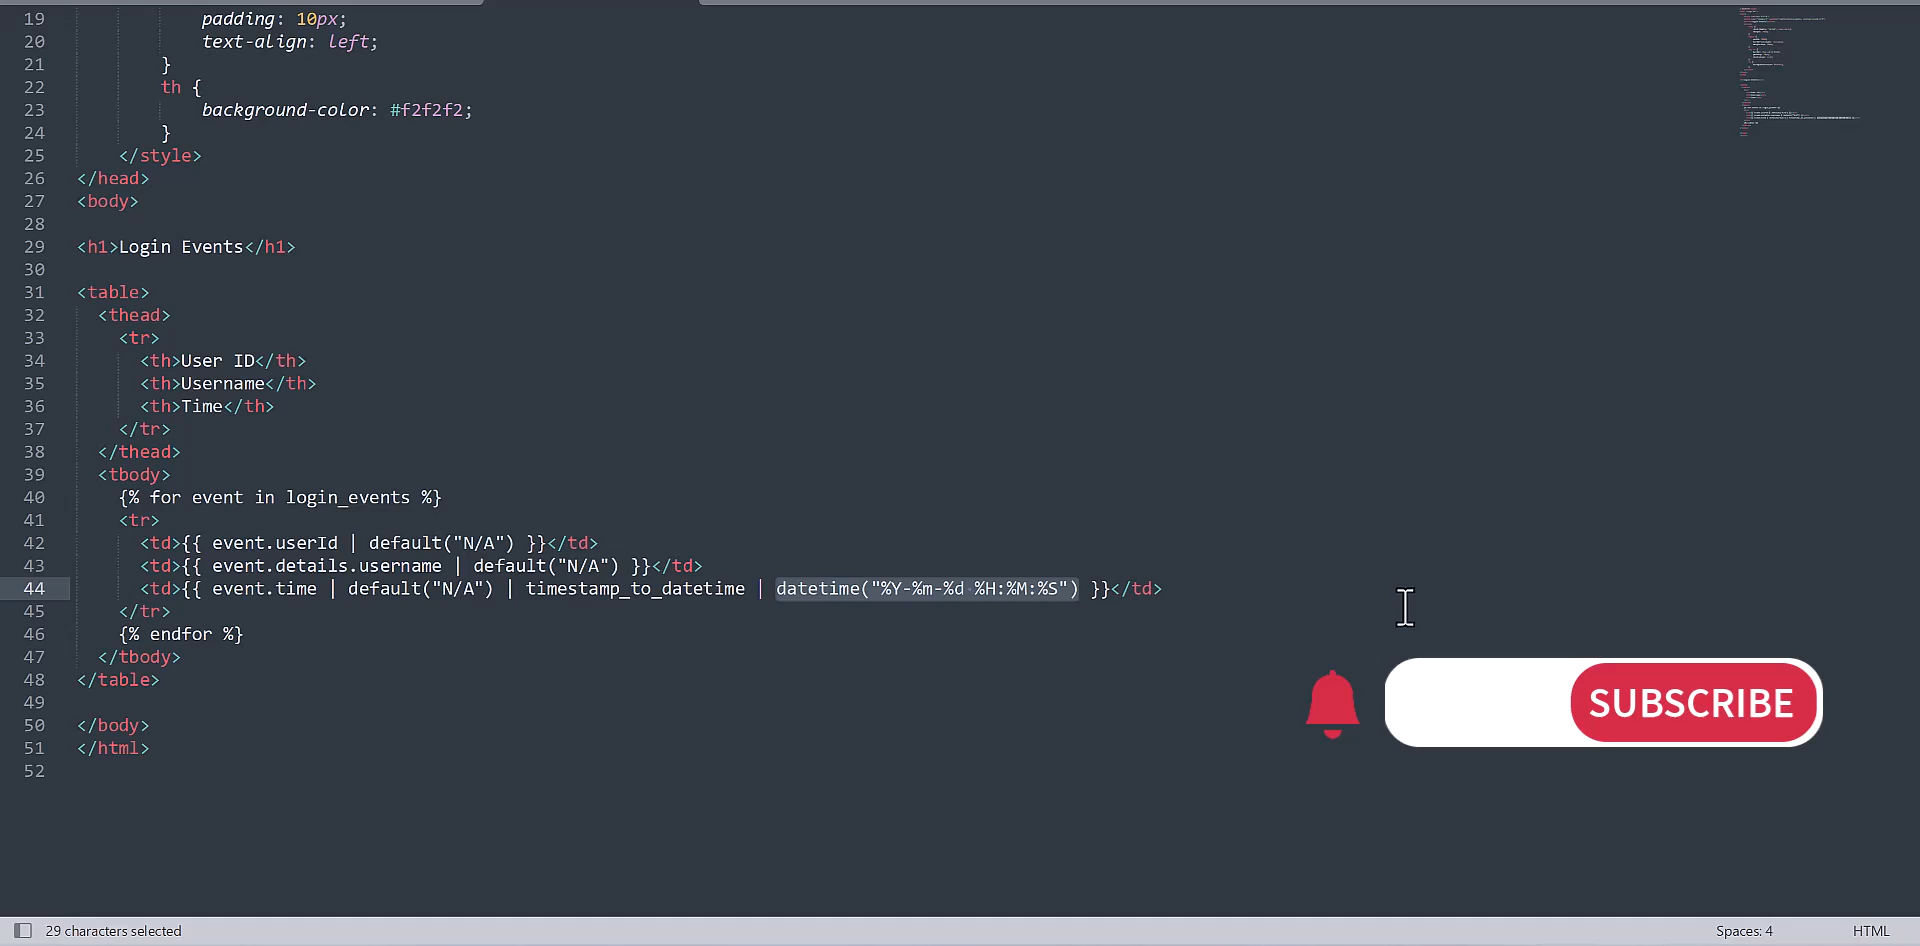 19 padding: 10px;
20 text-align: left;
21 }
22 th {
23 background-color: #f2f2f2;
24 }
25 </style>
26 </head>
27 <body>
28
29 <h1>Login Events</h1>
30
31 <table>
32 <thead>
33 <tr>
34 <th>User ID</th>
35 <th>Username</th>
36 <th>Time</th>
37 </tr>
38 </thead>
39 <tbody>
40 {% for event in login_events %}
41 <tr>
42 <td>{{ event.userId | default("N/A") }}</td>
43 <td>{{ event.details.username | default("N/A") }}</td>
44 <td>{{ event.time | default("N/A") | timestamp_to_datetime | datetime("%Y-%m-%d %H:%M:%S") }}</td>
45 </tr>
46 {% endfor %}
47 </tbody>
48 </table>
49
50 </body>
51 </html>
52
SUBSCRIBE
29 characters selected
Spaces: 4
HTML